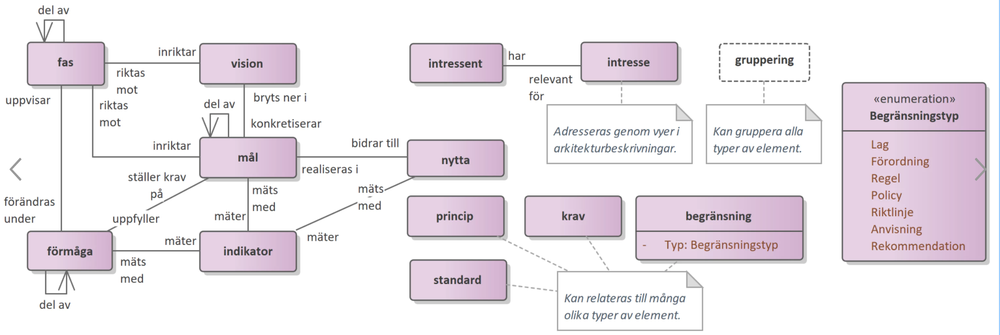 del av
fas
inriktar
vision
riktas
mot
uppvisar
riktas
mot
bryts ner i
del av
konkretiserar
inriktar
mål
bidrar till
nytta
realiseras i
ställer krav
på
mäts
med
mäts
med
förändras
under
uppfyller
mäter
mäter
förmåga
mäter
indikator
mäts
med
del av
intressent
har
intresse
relevant
för
gruppering
Adresseras genom vyer i
arkitekturbeskrivningar.
Kan gruppera alla
typer av element.
princip
krav
begränsning
- Typ: Begränsningstyp
standard
Kan relateras till många
olika typer av element.
«enumeration»
Begränsningstyp
Lag
Förordning
Regel
Policy
Riktlinje
Anvisning
Rekommendation